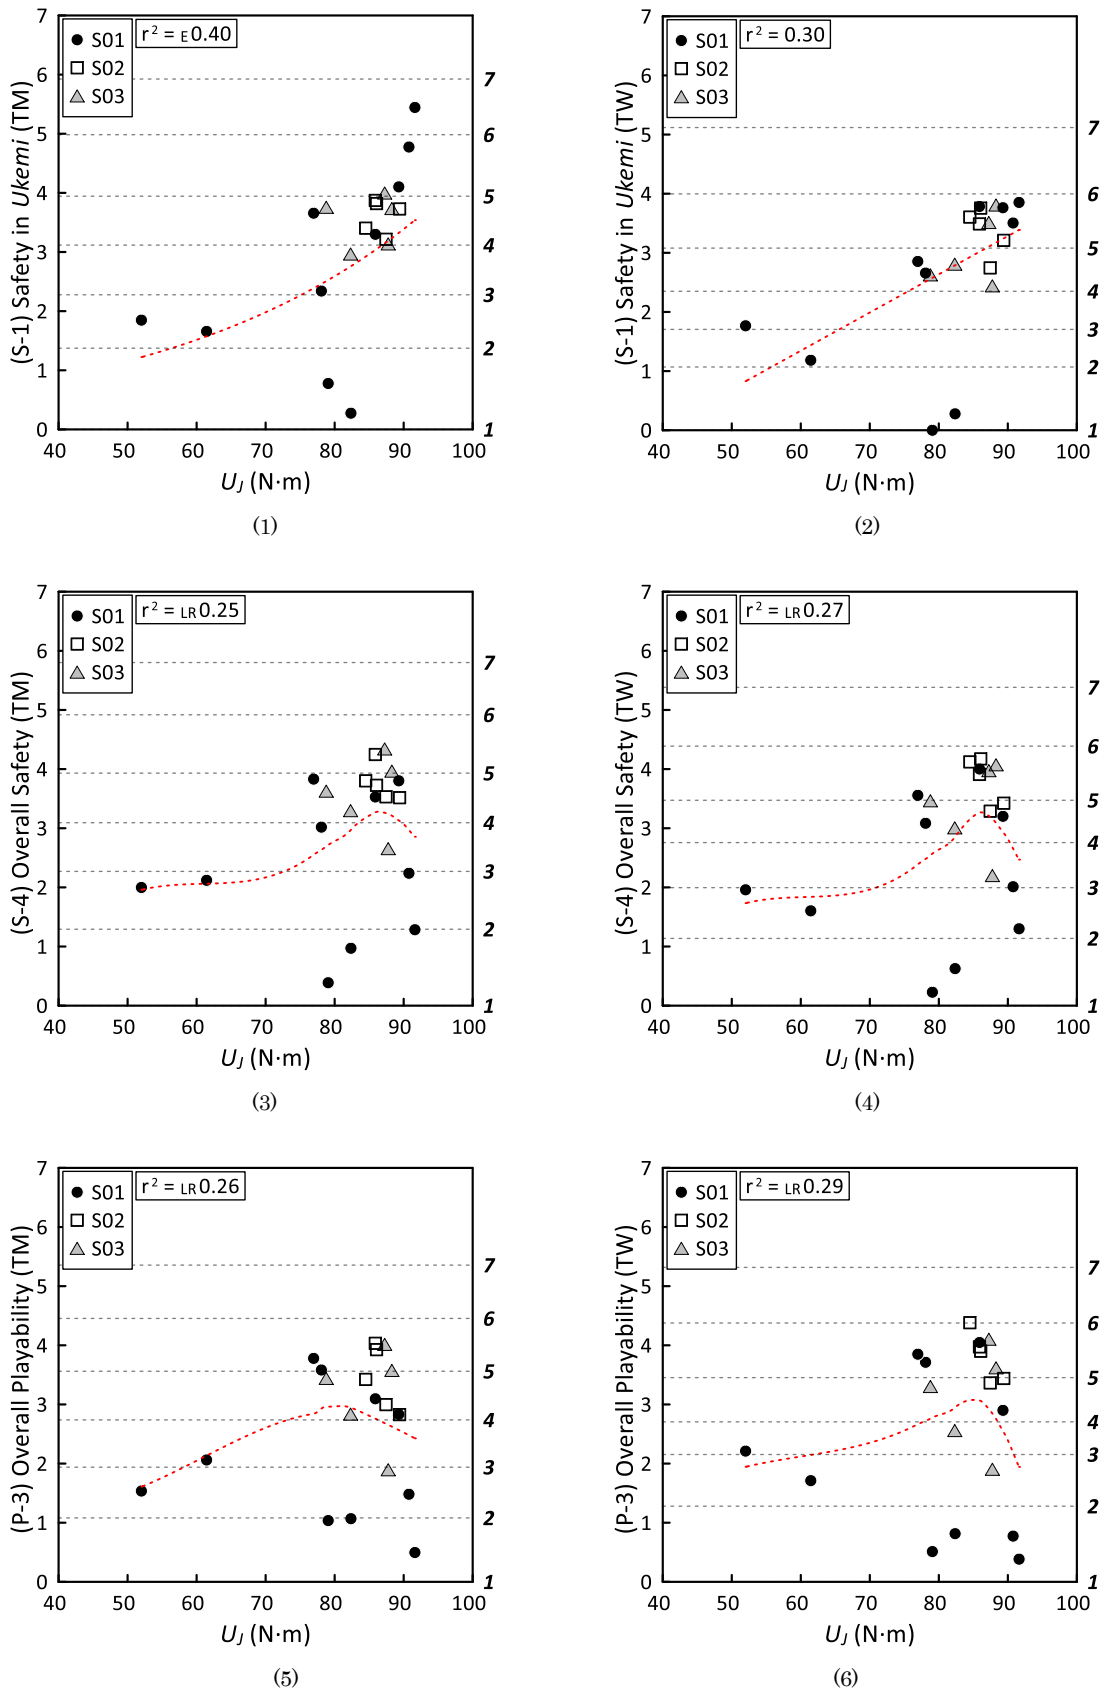 (S-1) Safety in Ukemi (TM)
7
6
5
4
3
2
1
0
S01
S02
S03
r² = E 0.40
7
6
5
4
3
2
1
40 50 60 70 80 90 100
UJ (N·m)
(1)
(S-1) Safety in Ukemi (TW)
7
6
5
4
3
2
1
0
S01
S02
S03
r² = 0.30
7
6
5
4
3
2
1
40 50 60 70 80 90 100
UJ (N·m)
(2)
(S-4) Overall Safety (TM)
7
6
5
4
3
2
1
0
S01
S02
S03
r² = LR 0.25
7
6
5
4
3
2
1
40 50 60 70 80 90 100
UJ (N·m)
(3)
(S-4) Overall Safety (TW)
7
6
5
4
3
2
1
0
S01
S02
S03
r² = LR 0.27
7
6
5
4
3
2
1
40 50 60 70 80 90 100
UJ (N·m)
(4)
(P-3) Overall Playability (TM)
7
6
5
4
3
2
1
0
S01
S02
S03
r² = LR 0.26
7
6
5
4
3
2
1
40 50 60 70 80 90 100
UJ (N·m)
(5)
(P-3) Overall Playability (TW)
7
6
5
4
3
2
1
0
S01
S02
S03
r² = LR 0.29
7
6
5
4
3
2
1
40 50 60 70 80 90 100
UJ (N·m)
(6)